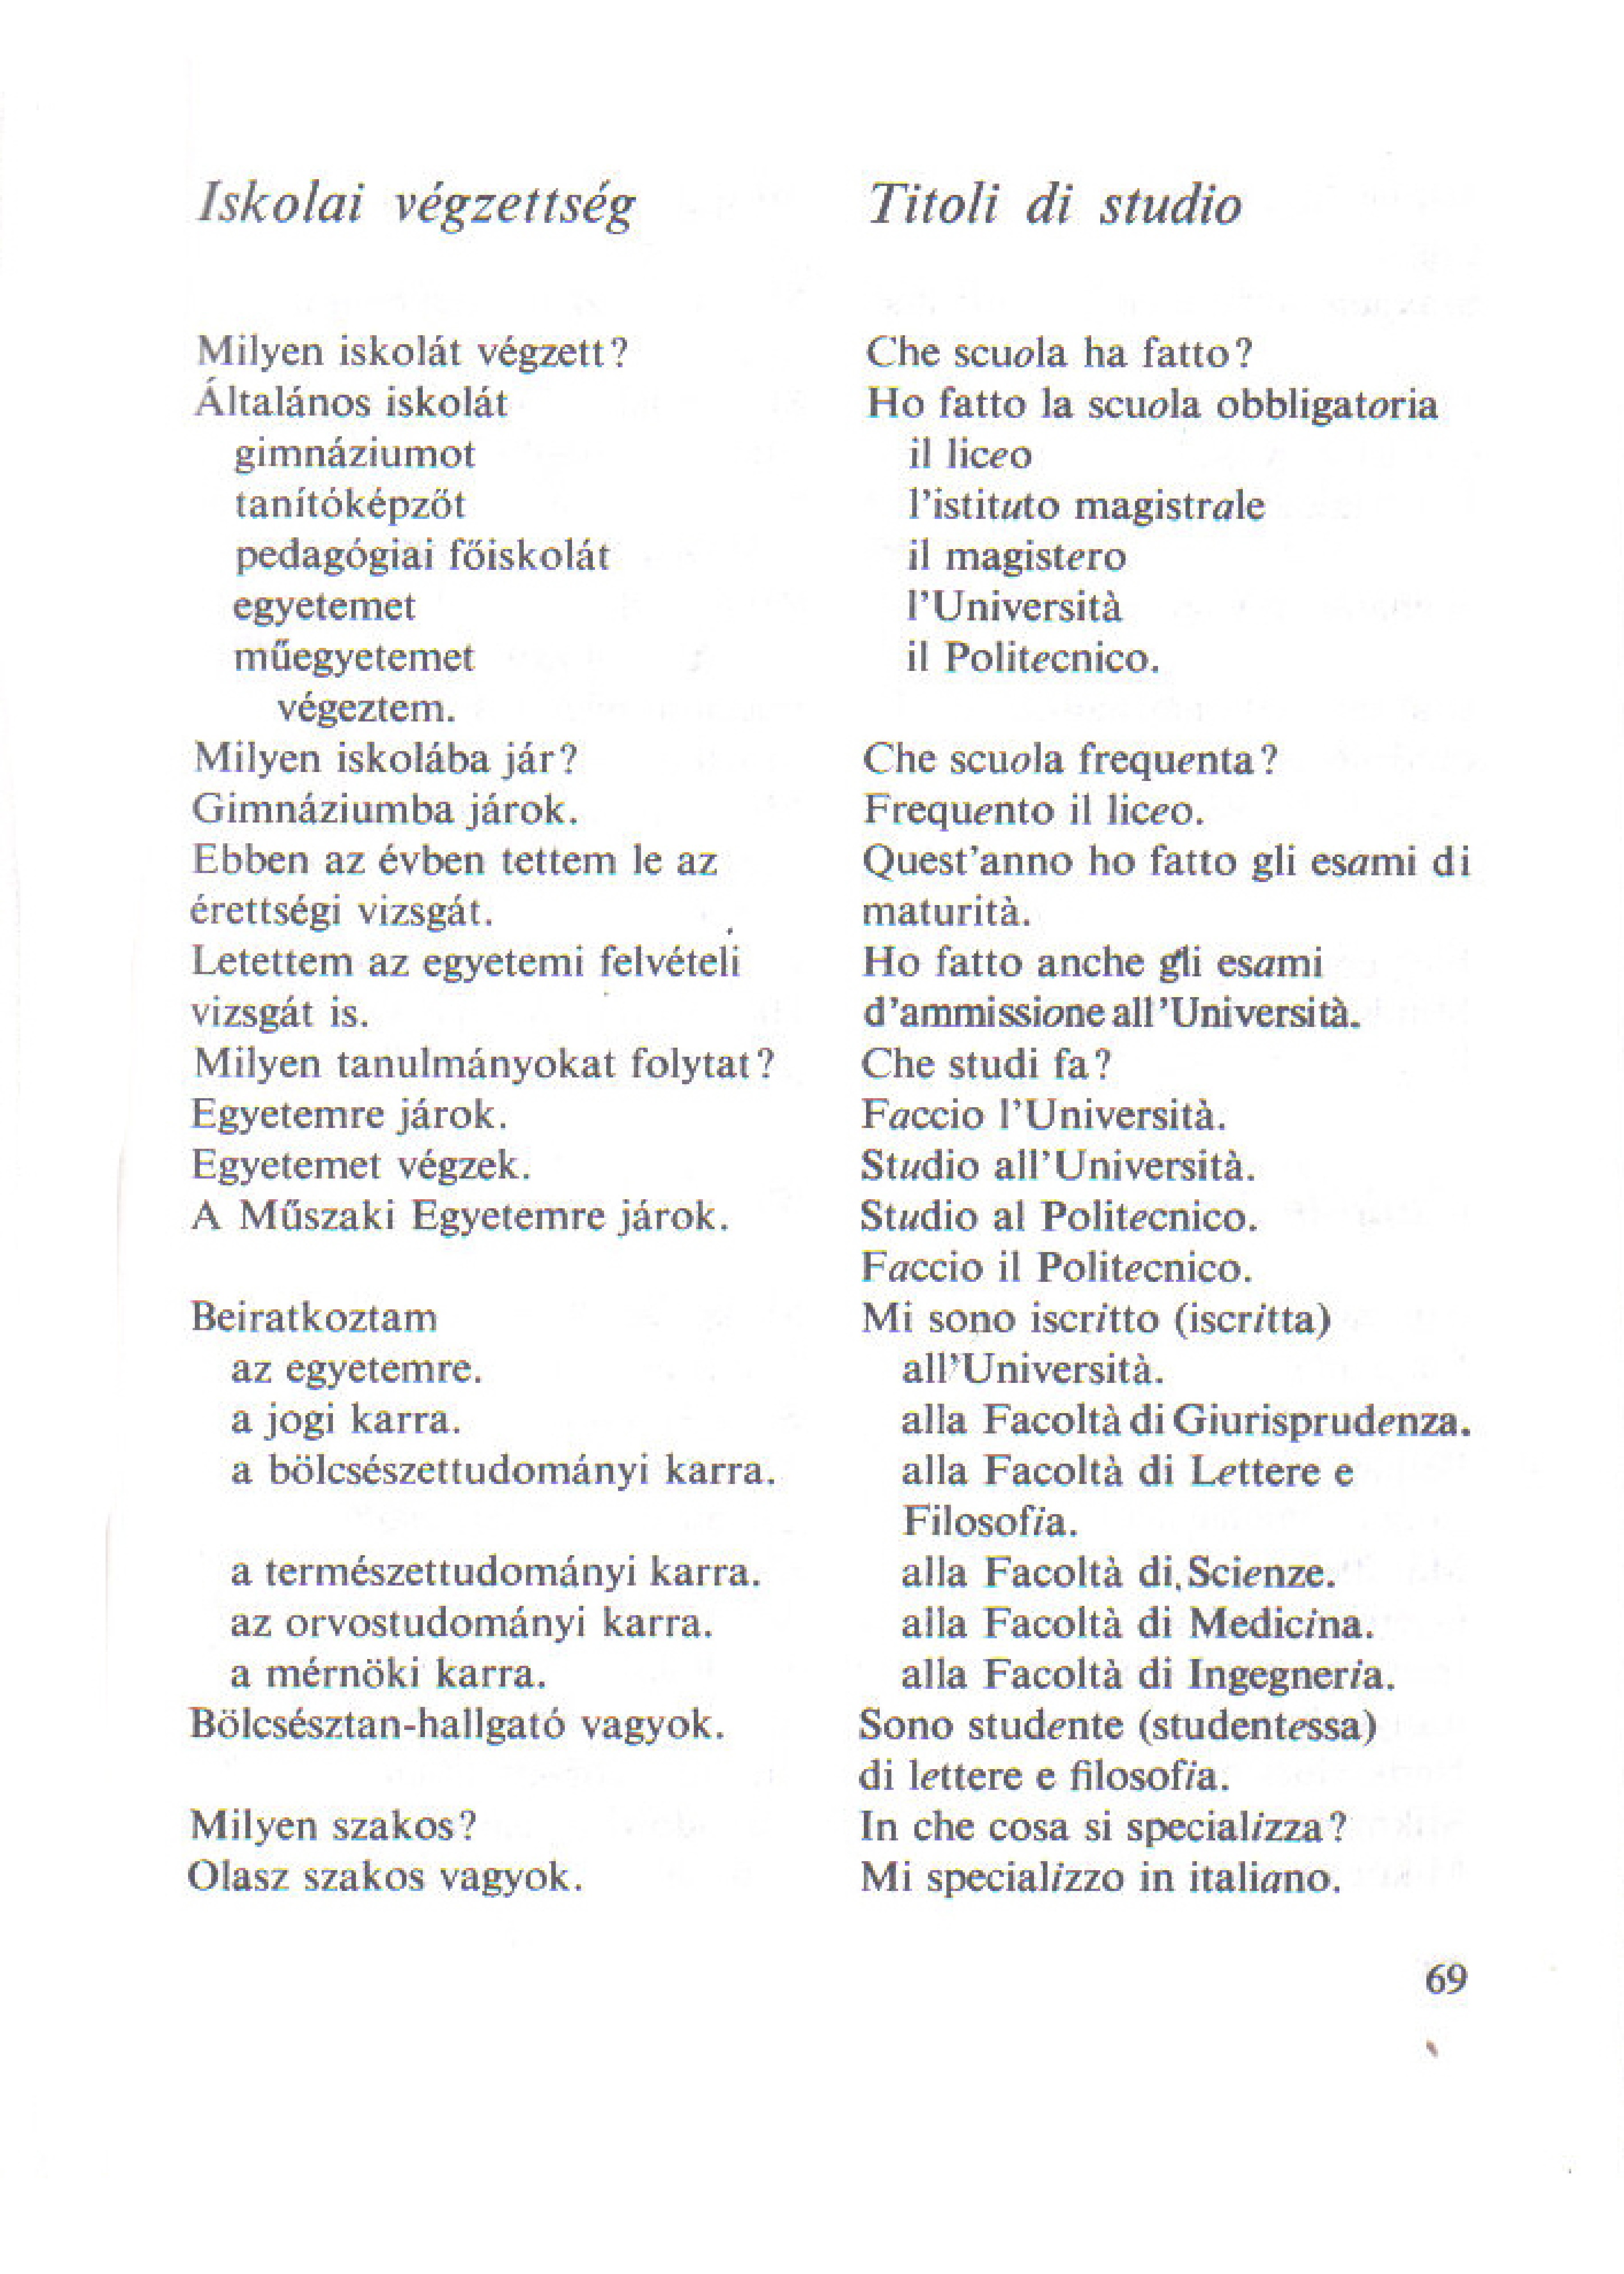 Iskolai végzettség
Milyen iskolát végzett?
Általános iskolát
gimnáziumot
tanítóképzőt
pedagógiai főiskolát
egyetemet
műegyetemet
végeztem.
Milyen iskolába jár?
Gimnáziumba járok.
Ebben az évben tettem le az
érettségi vizsgát.
Letettem az egyetemi felvételi
vizsgát is.
Milyen tanulmányokat folytat?
Egyetemre járok.
Egyetemet végzek.
A Műszaki Egyetemre járok.
Beiratkoztam
az egyetemre.
a jogi karra.
a bölcsészettudományi karra.
a természettudományi karra.
az orvostudományi karra.
a mérnöki karra.
Bölcsésztan-hallgató vagyok.
Milyen szakos?
Olasz szakos vagyok.
Titoli di studio
Che scuola ha fatto?
Ho fatto la scuola obbligatoria
il liceo
l'istituto magistrale
il magistero
l'Università
il Politecnico.
Che scuola frequenta?
Frequento il liceo.
Quest'anno ho fatto gli esami di
maturità.
Ho fatto anche gli esami
d'ammissione all'Università.
Che studi fa?
Faccio l'Università.
Studio all'Università.
Studio al Politecnico.
Faccio il Politecnico.
Mi sono iscritto (iscritta)
all'Università.
alla Facoltà di Giurisprudenza.
alla Facoltà di Lettere e
Filosofia.
alla Facoltà di Scienze.
alla Facoltà di Medicina.
alla Facoltà di Ingegneria.
Sono studente (studentessa)
di lettere e filosofia.
In che cosa si specializza?
Mi specializzo in italiano.
69